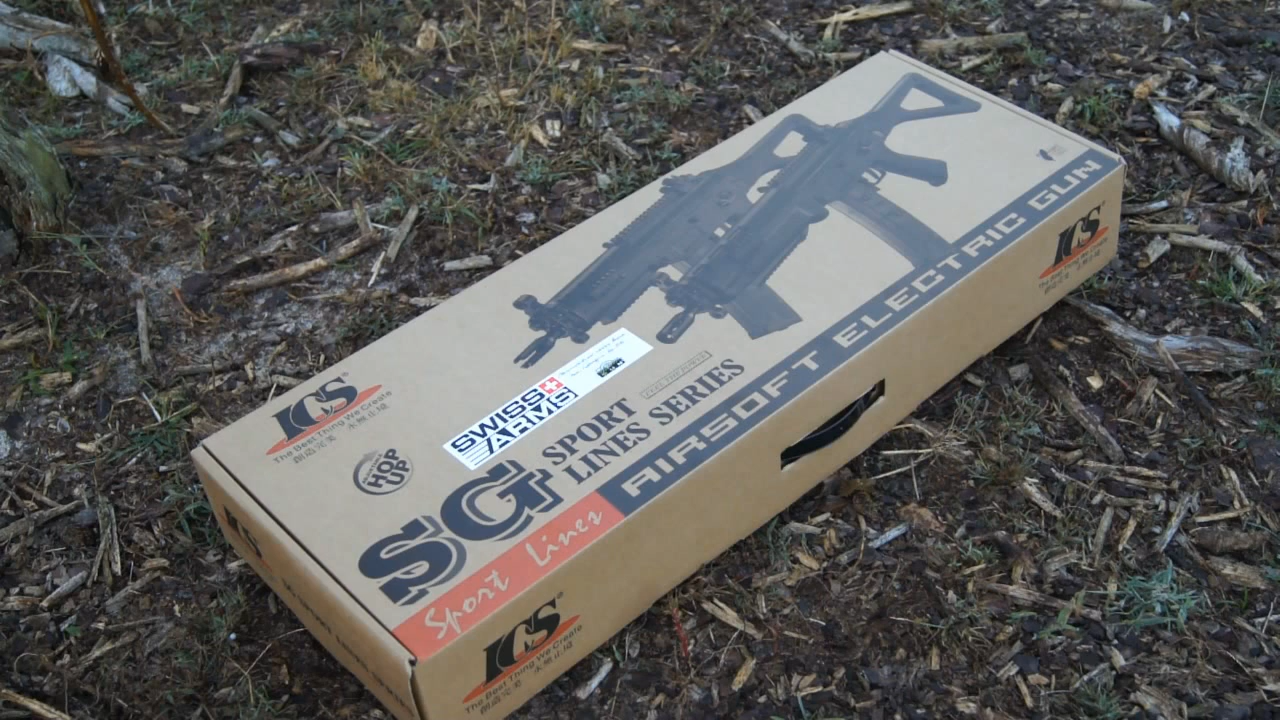 ICS®
The Best Thing We Create
創造完美 永無止境
HOP UP
SWISS ARMS
SG SPORT LINES SERIES
Sport Lines AIRSOFT ELECTRIC GUN
ICS®
The Best Thing We Create
創造完美 永無止境
ICS®
The Best Thing We Create
創造完美 永無止境
ICS